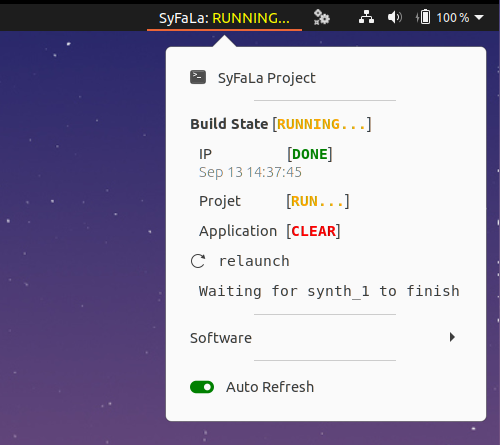 SyFaLa: RUNNING... 100 %
SyFaLa Project
Build State [RUNNING...]
IP [DONE]
Sep 13 14:37:45
Projet [RUN...]
Application [CLEAR]
relaunch
Waiting for synth_1 to finish
Software
Auto Refresh